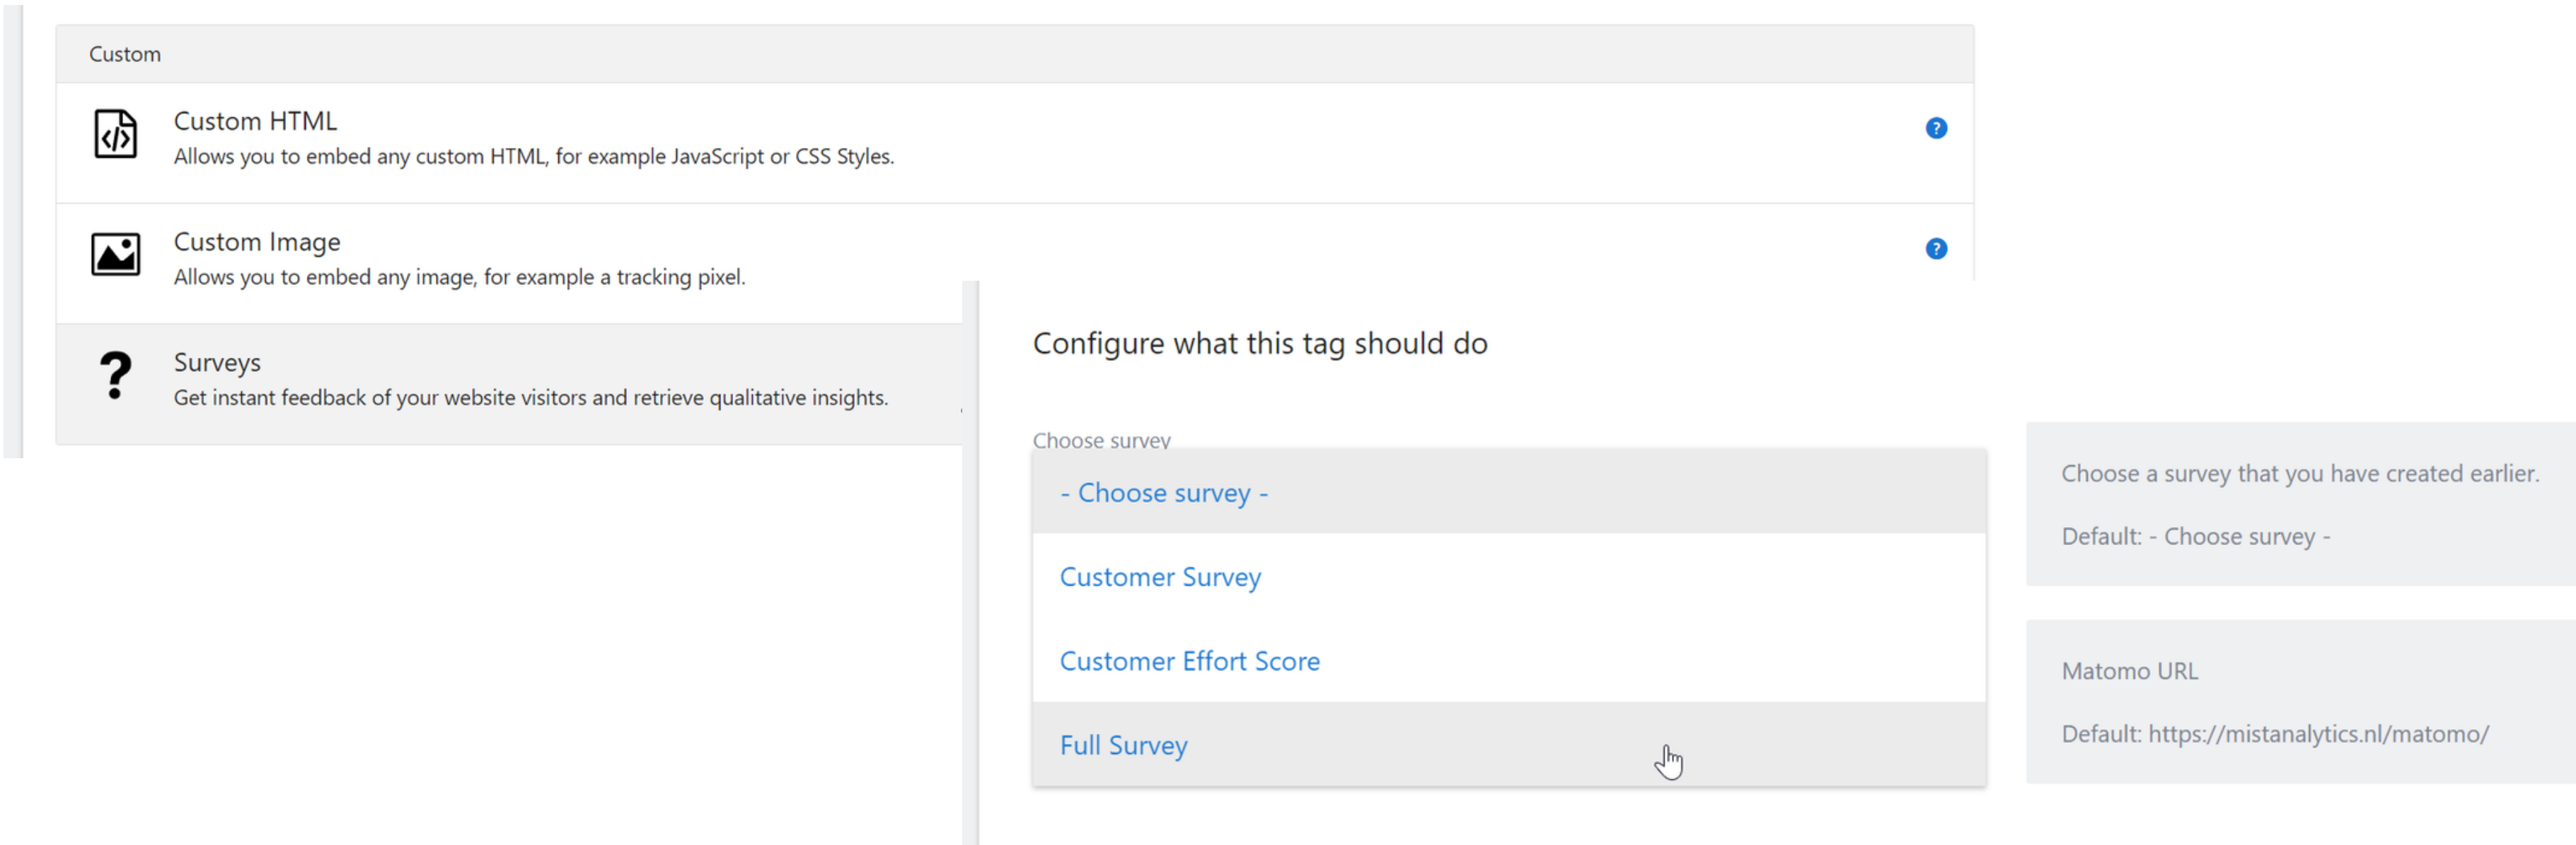 Custom
Custom HTML
Allows you to embed any custom HTML, for example JavaScript or CSS Styles.
?
Custom Image
Allows you to embed any image, for example a tracking pixel.
?
?
Surveys
Get instant feedback of your website visitors and retrieve qualitative insights.
Configure what this tag should do
Choose survey
- Choose survey -
Customer Survey
Customer Effort Score
Full Survey
Choose a survey that you have created earlier.
Default: - Choose survey -
Matomo URL
Default: https://mistanalytics.nl/matomo/